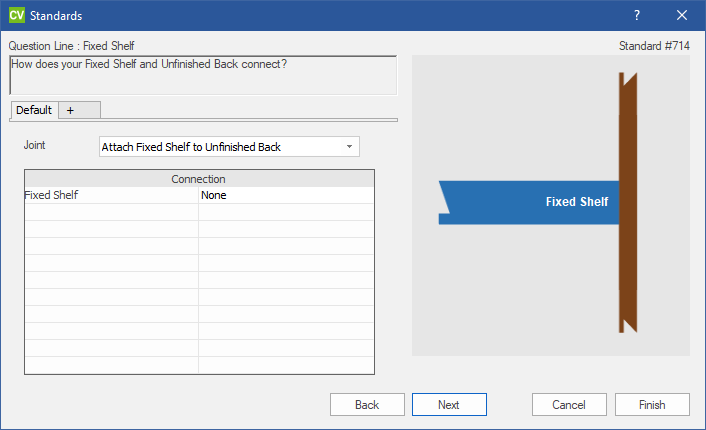 CV Standards ?
Question Line : Fixed Shelf
Standard #714
How does your Fixed Shelf and Unfinished Back connect?
Default +
Joint Attach Fixed Shelf to Unfinished Back
Connection
Fixed Shelf None
Fixed Shelf
Back Next Cancel Finish